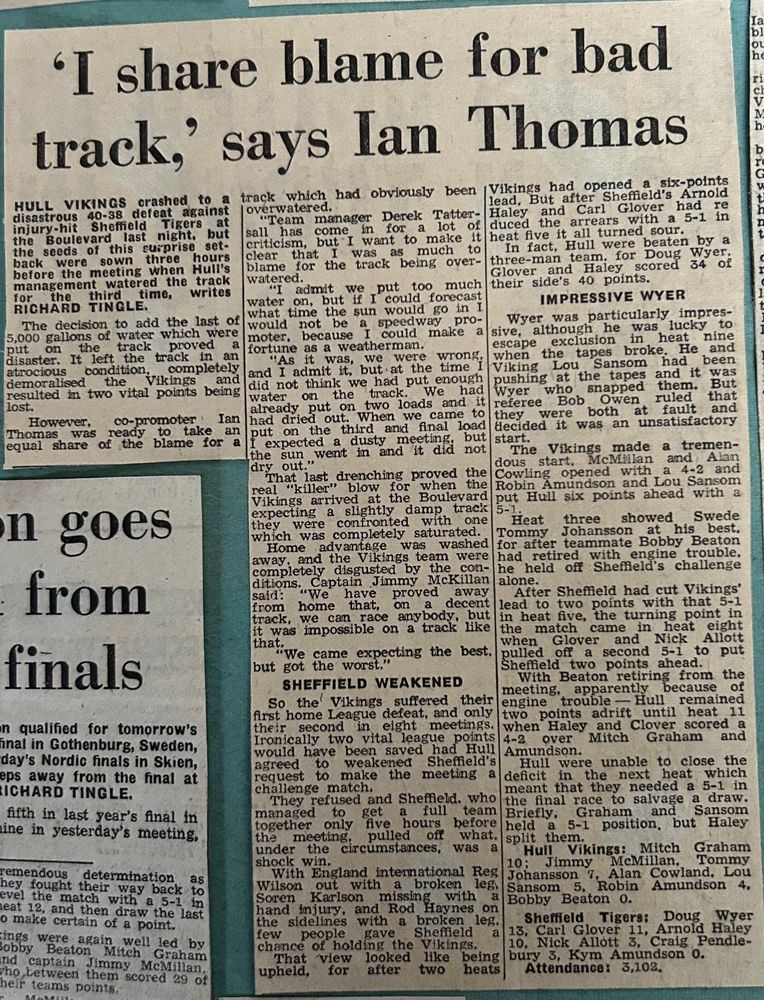 ‘I share blame for bad
track,’ says Ian Thomas
HULL VIKINGS crashed to a
disastrous 40-38 defeat against
injury-hit Sheffield Tigers at
the Boulevard last night, but
the seeds of this surprise set-
back were sown three hours
before the meeting when Hull's
management watered the track
for the third time, writes
RICHARD TINGLE.
The decision to add the last of
5,000 gallons of water which were
put on the track proved a
disaster. It left the track in an
atrocious condition, completely
demoralised the Vikings and
resulted in two vital points being
lost.
However, co-promoter Ian
Thomas was ready to take an
equal share of the blame for a
track which had obviously been
overwatered.
"Team manager Derek Tatter-
sall has come in for a lot of
criticism, but I want to make it
clear that I was as much to
blame for the track being over-
watered.
"I admit we put too much
water on, but if I could forecast
what time the sun would go in I
would not be a speedway pro-
moter, because I could make a
fortune as a weatherman.
"As it was, we were wrong,
and I admit it, but at the time I
did not think we had put enough
water on the track. We had
already put on two loads and it
had dried out. When we came to
put on the third and final load
I expected a dusty meeting, but
the sun went in and it did not
dry out."
That last drenching proved the
real "killer" blow for when the
Vikings arrived at the Boulevard
expecting a slightly damp track
they were confronted with one
which was completely saturated.
Home advantage was washed
away, and the Vikings team were
completely disgusted by the con-
ditions. Captain Jimmy McKillan
said: "We have proved away
from home that, on a decent
track, we can race anybody, but
it was impossible on a track like
that.
"We came expecting the best,
but got the worst."
SHEFFIELD WEAKENED
So the Vikings suffered their
first home League defeat, and only
their second in eight meetings.
Ironically two vital league points
would have been saved had Hull
agreed to weakened Sheffield's
request to make the meeting a
challenge match.
They refused and Sheffield, who
managed to get a full team
together only five hours before
the meeting, pulled off what,
under the circumstances, was a
shock win.
With England international Reg
Wilson out with a broken leg,
Soren Karlson missing with a
hand injury, and Rod Haynes on
the sidelines with a broken leg,
few people gave Sheffield a
chance of holding the Vikings.
That view looked like being
upheld, for after two heats
Vikings had opened a six-points
lead, But after Sheffield's Arnold
Haley and Carl Glover had re
duced the arrears with a 5-1 in
heat five it all turned sour.
In fact, Hull were beaten by a
three-man team, for Doug Wyer,
Glover and Haley scored 34 of
their side's 40 points.
IMPRESSIVE WYER
Wyer was particularly impres-
sive, although he was lucky to
escape exclusion in heat nine
when the tapes broke. He and
Viking Lou Sansom had been
pushing at the tapes and it was
Wyer who snapped them. But
referee Bob Owen ruled that
they were both at fault and
decided it was an unsatisfactory
start.
The Vikings made a tremen-
dous start, McMillan and Alan
Cowling opened with a 4-2 and
Robin Amundson and Lou Sansom
put Hull six points ahead with a
5-1.
Heat three showed Swede
Tommy Johansson at his best,
for after teammate Bobby Beaton
had retired with engine trouble,
he held off Sheffield's challenge
alone.
After Sheffield had cut Vikings'
lead to two points with that 5-1
in heat five, the turning point in
the match came in heat eight
when Glover and Nick Allott
pulled off a second 5-1 to put
Sheffield two points ahead.
With Beaton retiring from the
meeting, apparently because of
engine trouble — Hull remained
two points adrift until heat 11
when Haley and Clover scored a
4-2 over Mitch Graham and
Amundson.
Hull were unable to close the
deficit in the next heat which
meant that they needed a 5-1 in
the final race to salvage a draw.
Briefly, Graham and Sansom
held a 5-1 position, but Haley
split them.
Hull Vikings: Mitch Graham
10; Jimmy McMillan, Tommy
Johansson 7, Alan Cowland, Lou
Sansom 5, Robin Amundson 4,
Bobby Beaton 0.
Sheffield Tigers: Doug Wyer
13, Carl Glover 11, Arnold Haley
10, Nick Allott 3, Craig Pendle-
bury 3, Kym Amundson 0.
Attendance: 3,102.
on goes
from
finals
on qualified for tomorrow's
final in Gothenburg, Sweden,
day's Nordic finals in Skien,
eps away from the final at
RICHARD TINGLE.
fifth in last year's final in
nine in yesterday's meeting,
remendous determination as
hey fought their way back to
evel the match with a 5-1 in
heat 12, and then draw the last
o make certain of a point.
kings were again well led by
Bobby Beaton Mitch Graham
and captain Jimmy McMillan,
who between them scored 29 of
heir teams points.